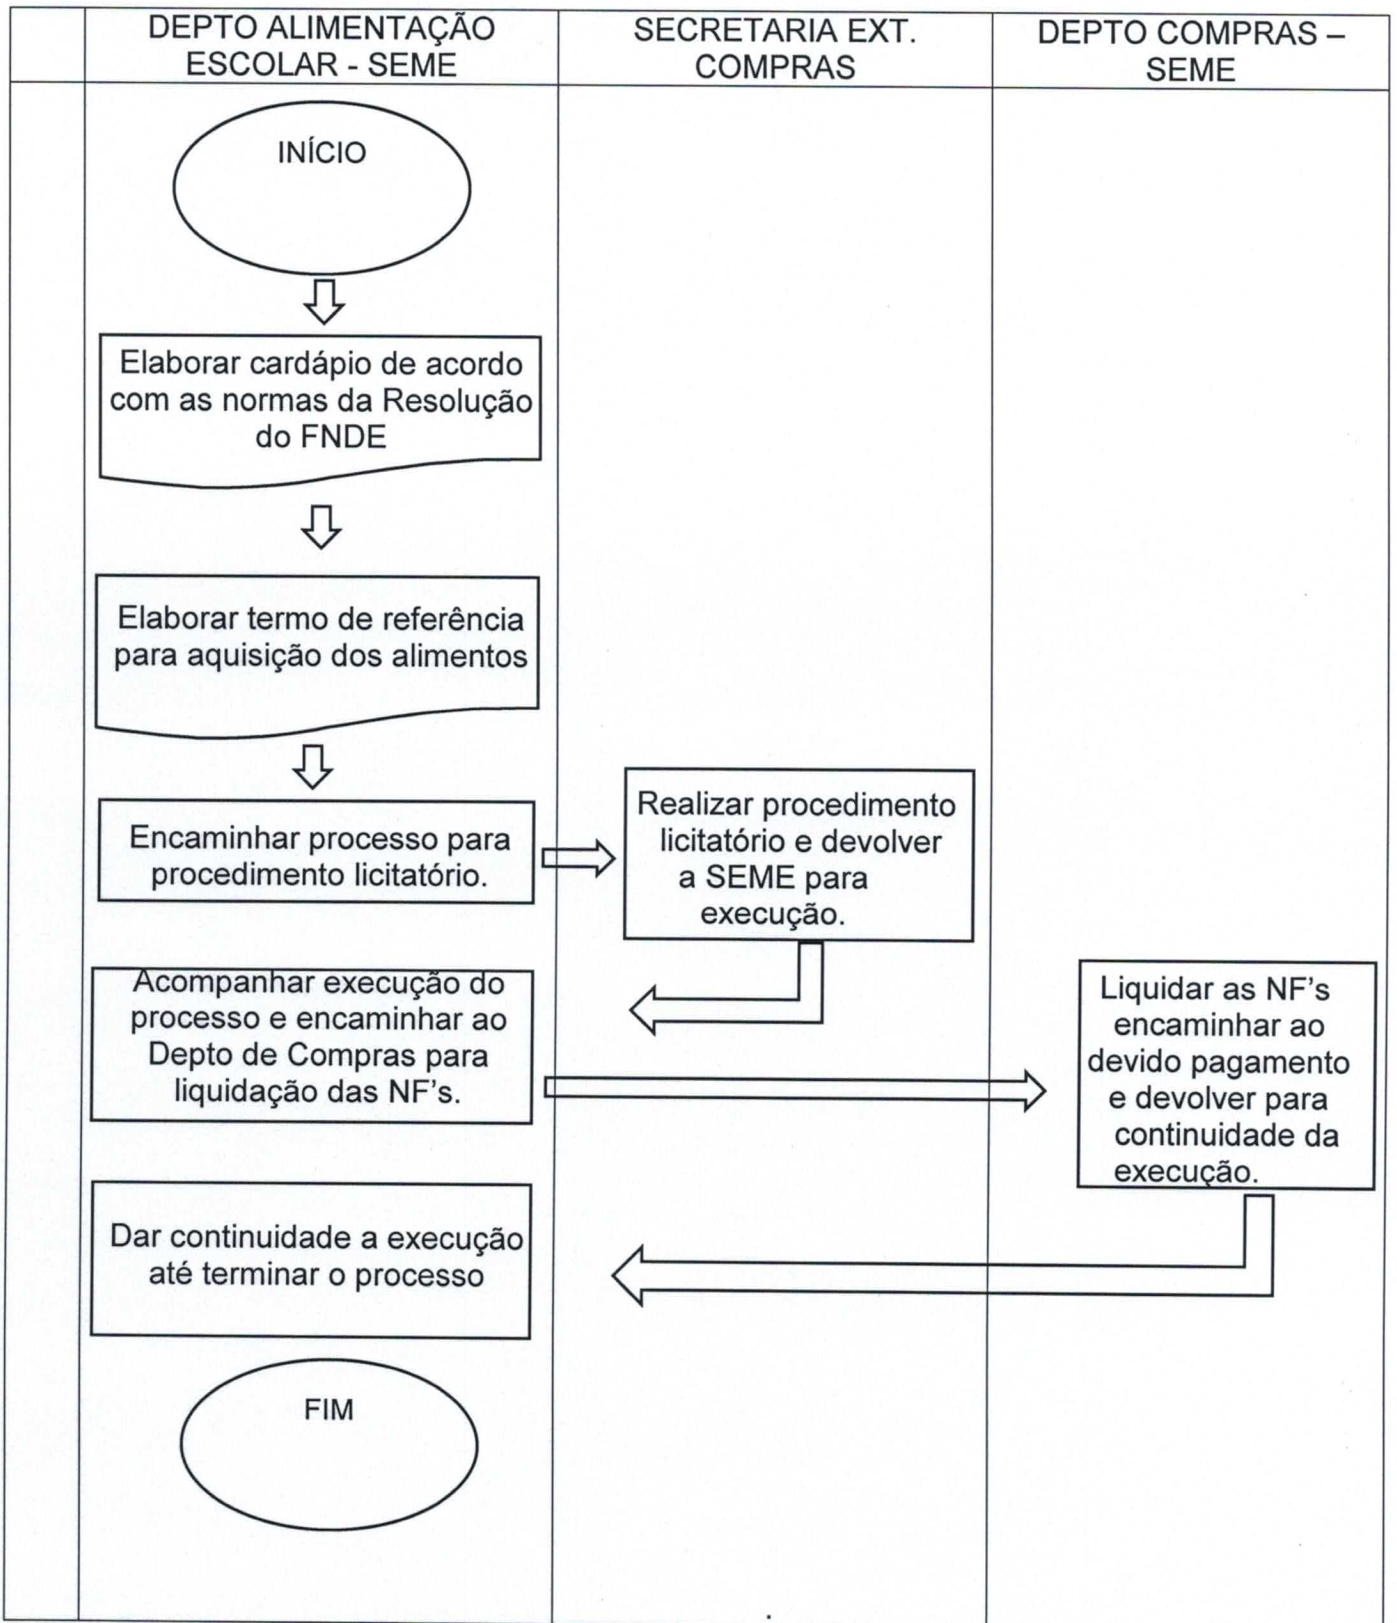 DEPTO ALIMENTAÇÃO
ESCOLAR - SEME
SECRETARIA EXT.
COMPRAS
DEPTO COMPRAS –
SEME
INÍCIO
Elaborar cardápio de acordo
com as normas da Resolução
do FNDE
Elaborar termo de referência
para aquisição dos alimentos
Encaminhar processo para
procedimento licitatório.
Realizar procedimento
licitatório e devolver
a SEME para
execução.
Acompanhar execução do
processo e encaminhar ao
Depto de Compras para
liquidação das NF's.
Liquidar as NF's
encaminhar ao
devido pagamento
e devolver para
continuidade da
execução.
Dar continuidade a execução
até terminar o processo
FIM